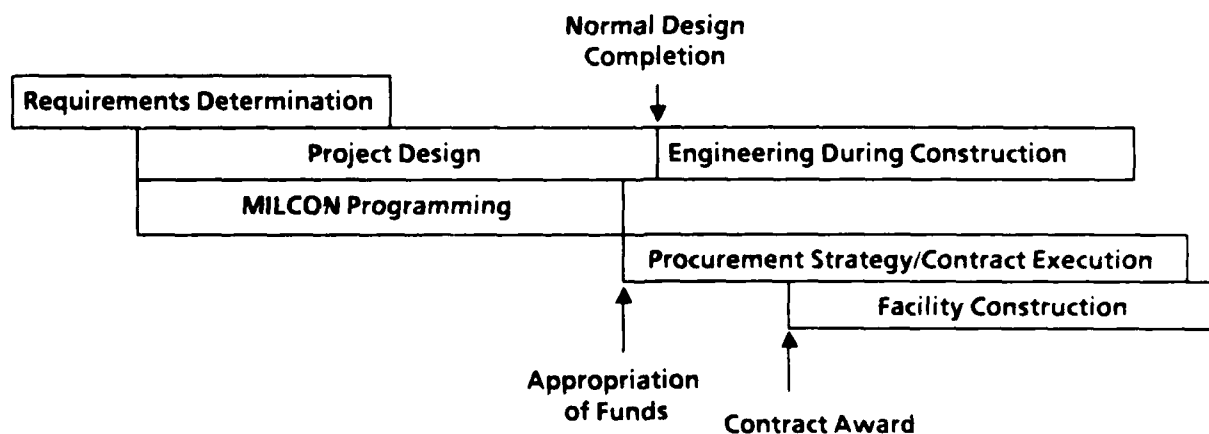 Normal Design
Completion
Requirements Determination
Project Design
Engineering During Construction
MILCON Programming
Procurement Strategy/Contract Execution
Facility Construction
Appropriation
of Funds
Contract Award